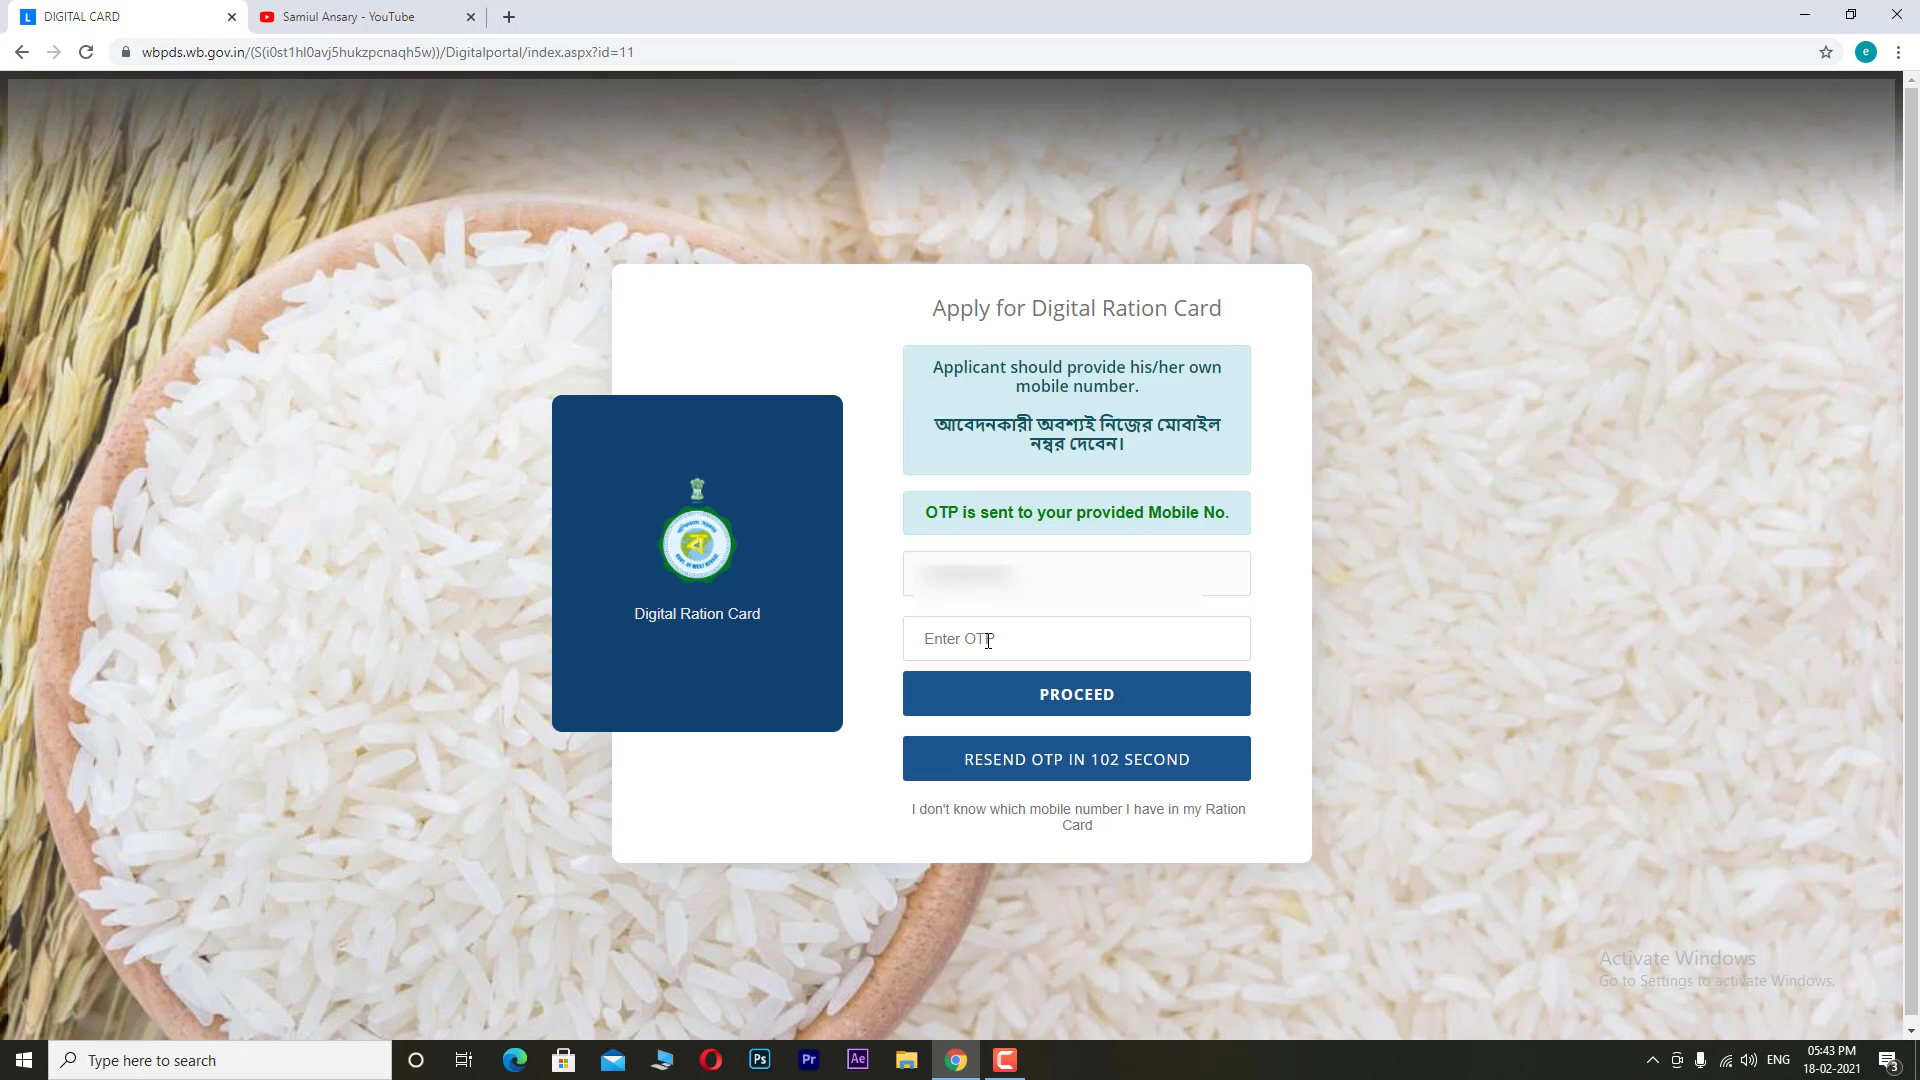 DIGITAL CARD
Samiul Ansary - YouTube
wbpds.wb.gov.in/(S(i0st1hl0avj5hukzpcnaqh5w))/Digitalportal/index.aspx?id=11
e
Apply for Digital Ration Card
Applicant should provide his/her own
mobile number.
আবেদনকারী অবশ্যই নিজের মোবাইল
নম্বর দেবেন।
OTP is sent to your provided Mobile No.
Enter OTP
PROCEED
RESEND OTP IN 102 SECOND
I don't know which mobile number I have in my Ration
Card
ব
Digital Ration Card
Activate Windows
Go to Settings to activate Windows.
Type here to search
Ps
Pr
Ae
ENG
05:43 PM
18-02-2021
3